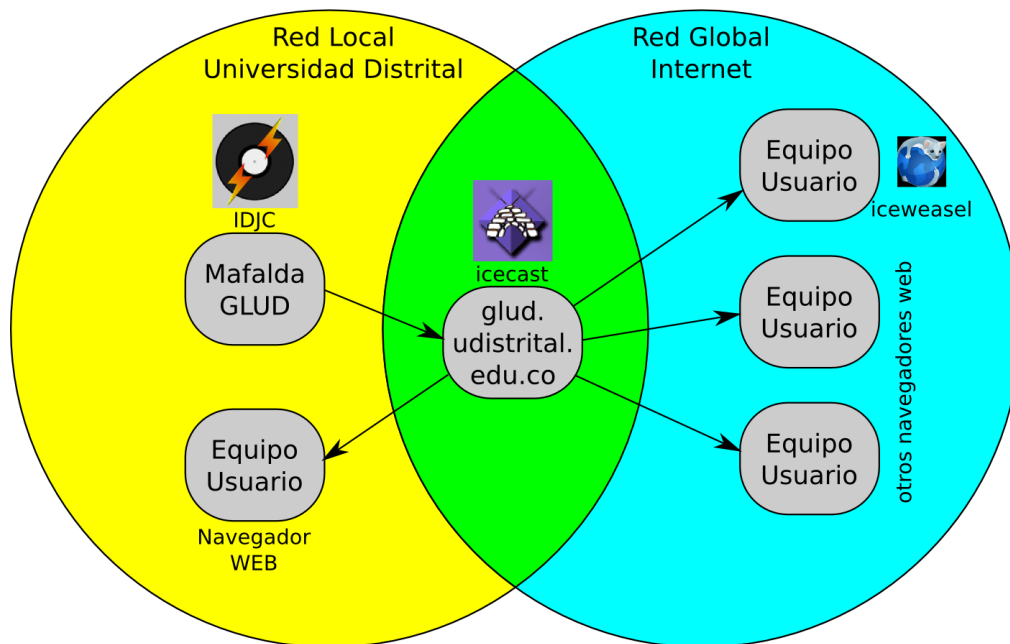 Red Local
Universidad Distrital
Red Global
Internet
IDJC
Mafalda
GLUD
icecast
glud.
udistrital.
edu.co
Equipo
Usuario
Navegador
WEB
Equipo
Usuario
iceweasel
Equipo
Usuario
Equipo
Usuario
otros navegadores web